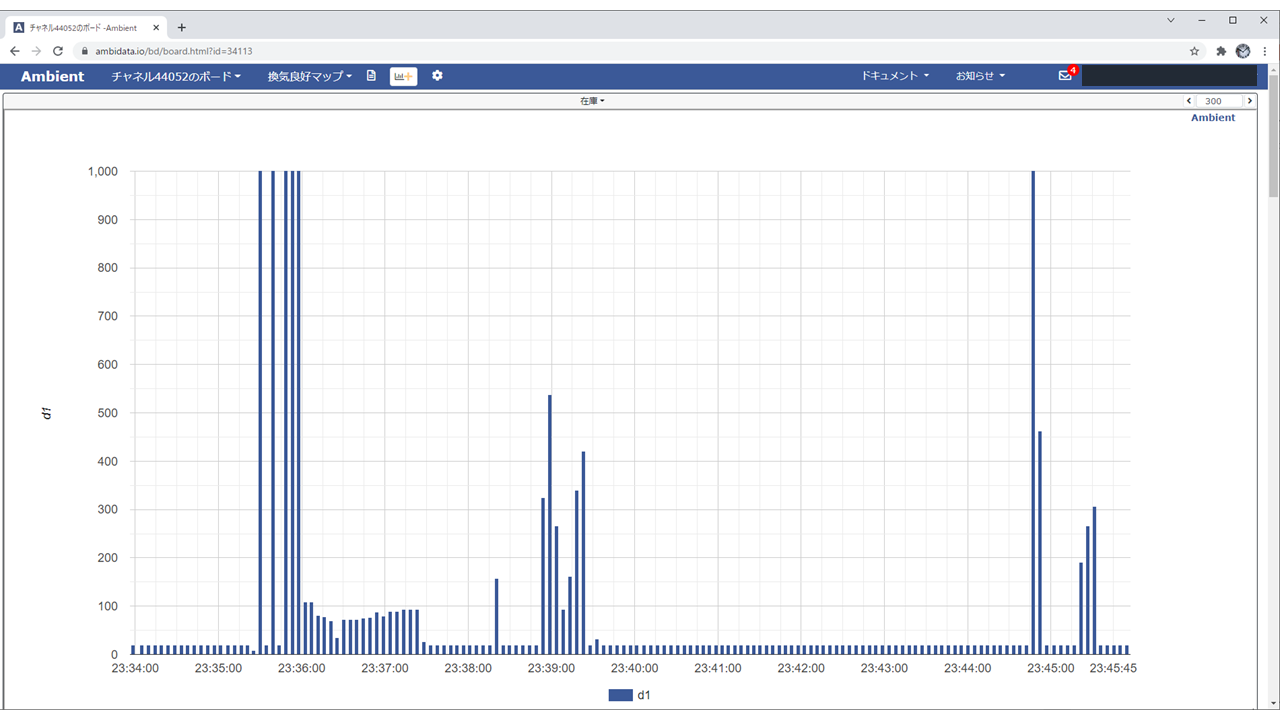 チャネル44052のボード -Ambient
ambidata.io/bd/board.html?id=34113
Ambient チャネル44052のボード 換気良好マップ ドキュメント お知らせ 4
在庫 300
Ambient
1,000
900
800
700
600
500
400
300
200
100
0
d1
23:34:00 23:35:00 23:36:00 23:37:00 23:38:00 23:39:00 23:40:00 23:41:00 23:42:00 23:43:00 23:44:00 23:45:00 23:45:45
d1